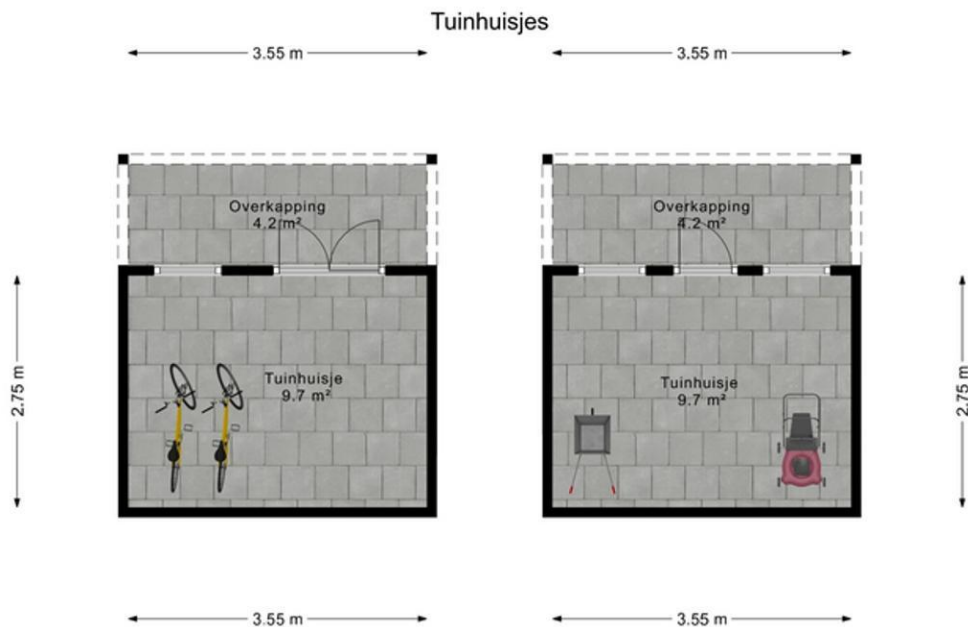 Tuinhuisjes
3.55 m
3.55 m
Overkapping
4.2 m²
Overkapping
4.2 m²
2.75 m
Tuinhuisje
9.7 m²
Tuinhuisje
9.7 m²
2.75 m
3.55 m
3.55 m